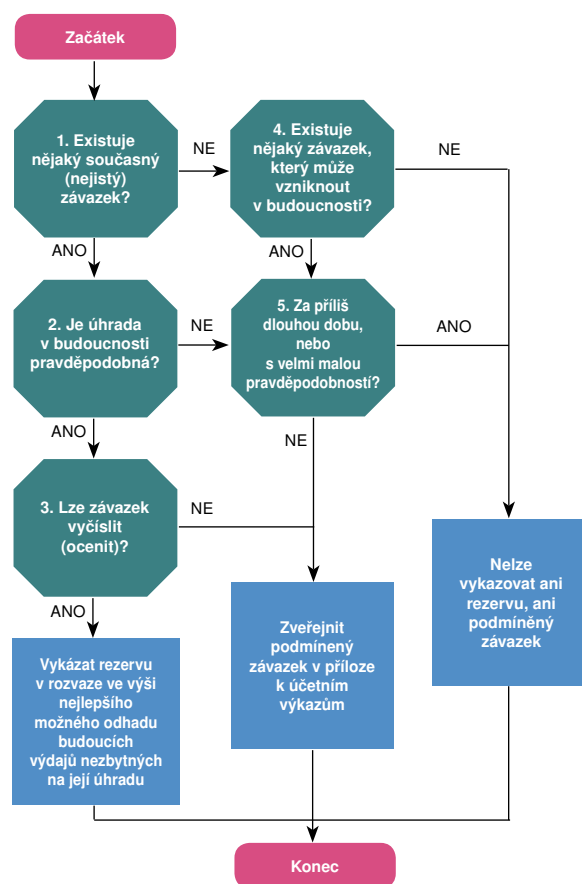 Začátek
1. Existuje
nějaký současný
(nejistý)
závazek?
NE
4. Existuje
nějaký závazek,
který může
vzniknout
v budoucnosti?
NE
ANO
ANO
2. Je úhrada
v budoucnosti
pravděpodobná?
NE
5. Za příliš
dlouhou dobu,
nebo
s velmi malou
pravděpodobností?
ANO
ANO
NE
3. Lze závazek
vyčíslit
(ocenit)?
NE
ANO
Vykázat rezervu
v rozvaze ve výši
nejlepšího
možného odhadu
budoucích
výdajů nezbytných
na její úhradu
Zveřejnit
podmínený
závazek v příloze
k účetním
výkazům
Nelze
vykazovat ani
rezervu, ani
podmíněný
závazek
Konec